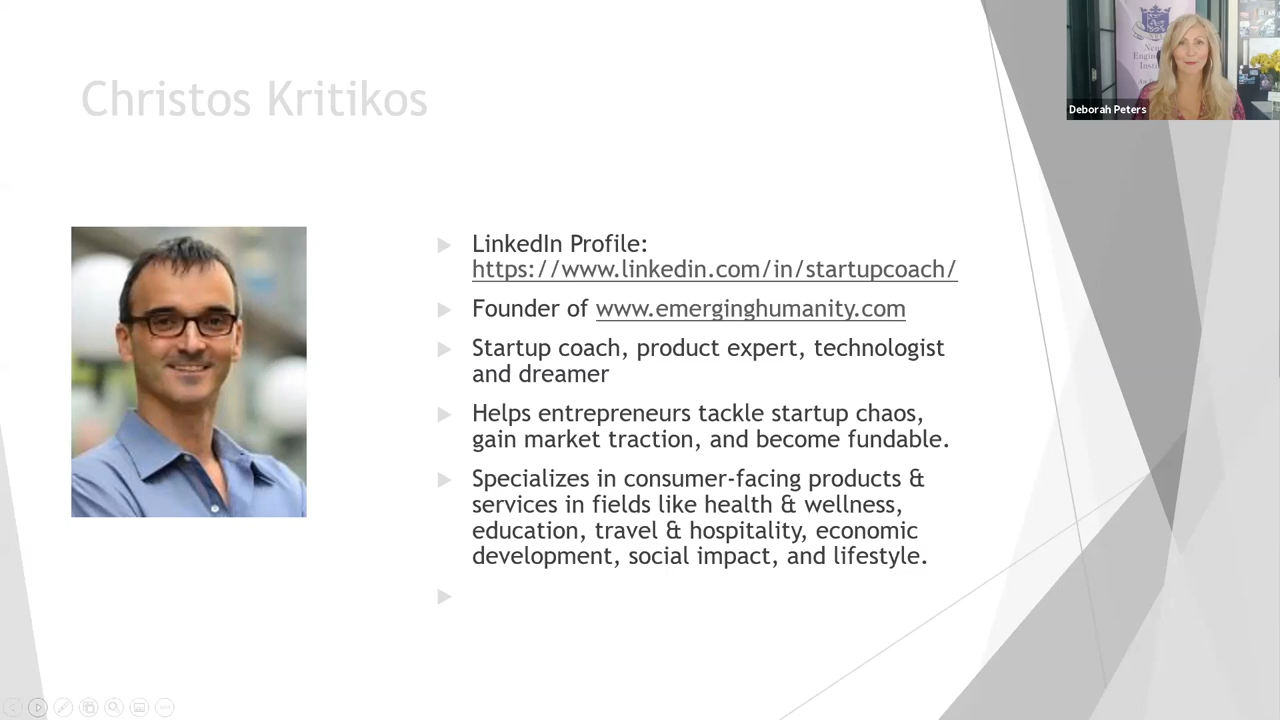 Christos Kritikos
Deborah Peters
LinkedIn Profile:
https://www.linkedin.com/in/startupcoach/
Founder of www.emerginghumanity.com
Startup coach, product expert, technologist
and dreamer
Helps entrepreneurs tackle startup chaos,
gain market traction, and become fundable.
Specializes in consumer-facing products &
services in fields like health & wellness,
education, travel & hospitality, economic
development, social impact, and lifestyle.